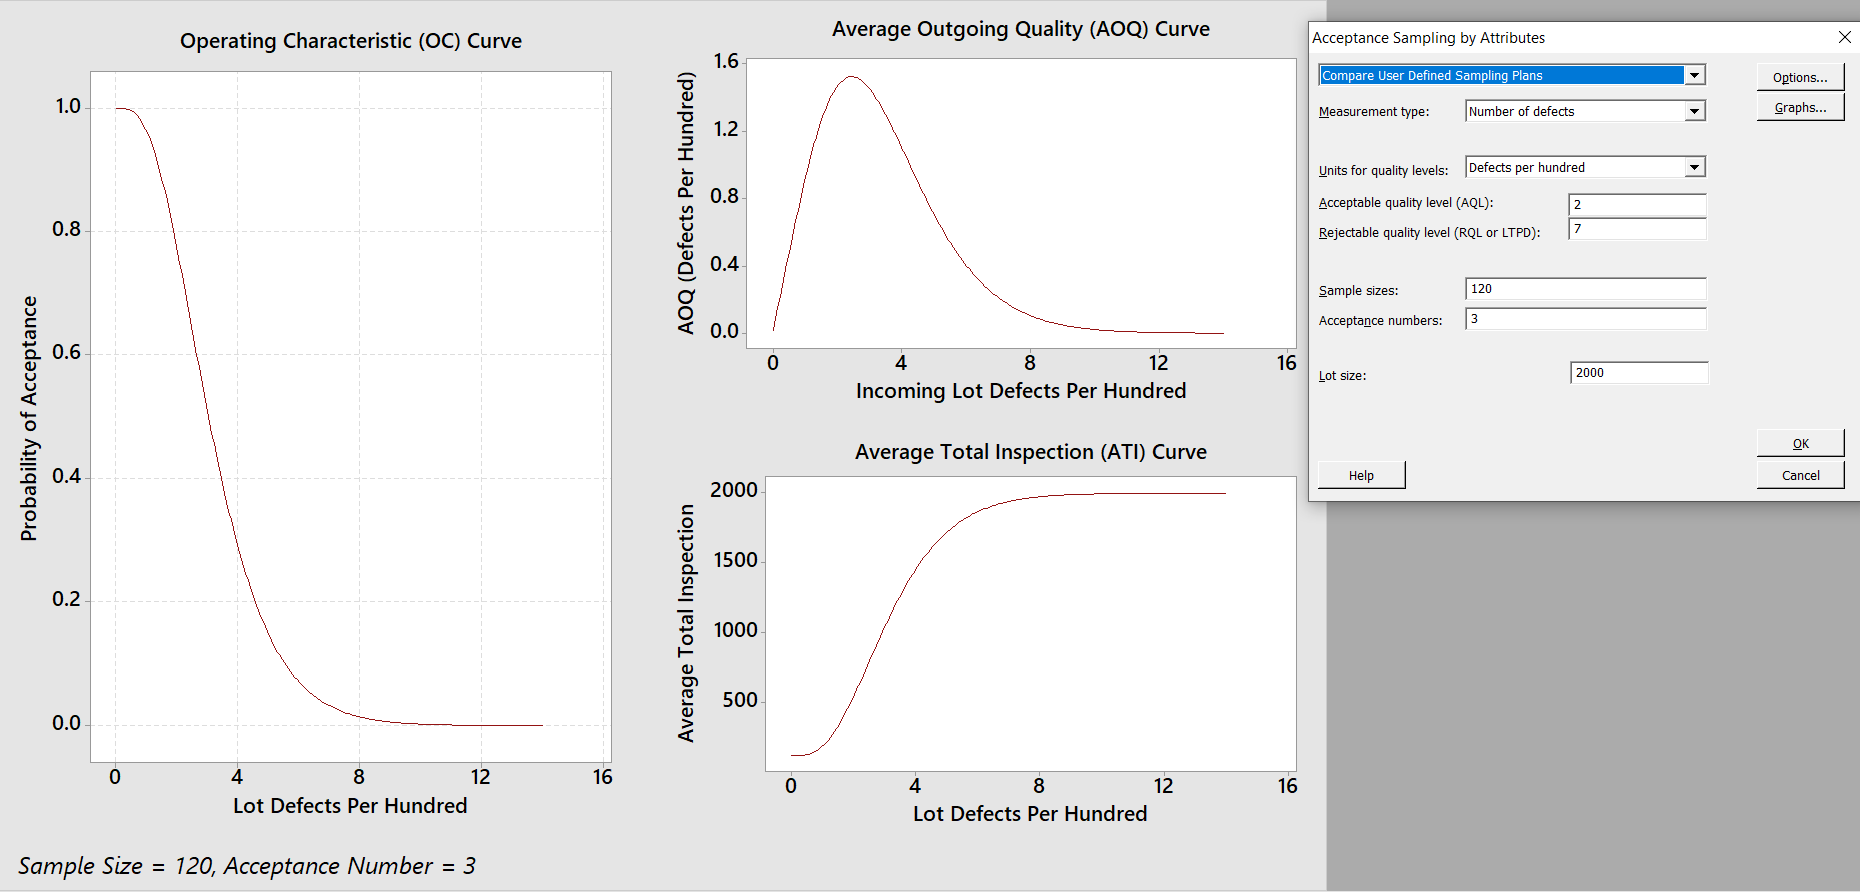 Operating Characteristic (OC) Curve
Probability of Acceptance
1.0
0.8
0.6
0.4
0.2
0.0
0 4 8 12 16
Lot Defects Per Hundred
Average Outgoing Quality (AOQ) Curve
AOQ (Defects Per Hundred)
1.6
1.2
0.8
0.4
0.0
0 4 8 12 16
Incoming Lot Defects Per Hundred
Average Total Inspection (ATI) Curve
Average Total Inspection
2000
1500
1000
500
0 4 8 12 16
Lot Defects Per Hundred
Sample Size = 120, Acceptance Number = 3
Acceptance Sampling by Attributes
Compare User Defined Sampling Plans
Options...
Graphs...
Measurement type: Number of defects
Units for quality levels: Defects per hundred
Acceptable quality level (AQL): 2
Rejectable quality level (RQL or LTPD): 7
Sample sizes: 120
Acceptance numbers: 3
Lot size: 2000
OK
Help
Cancel